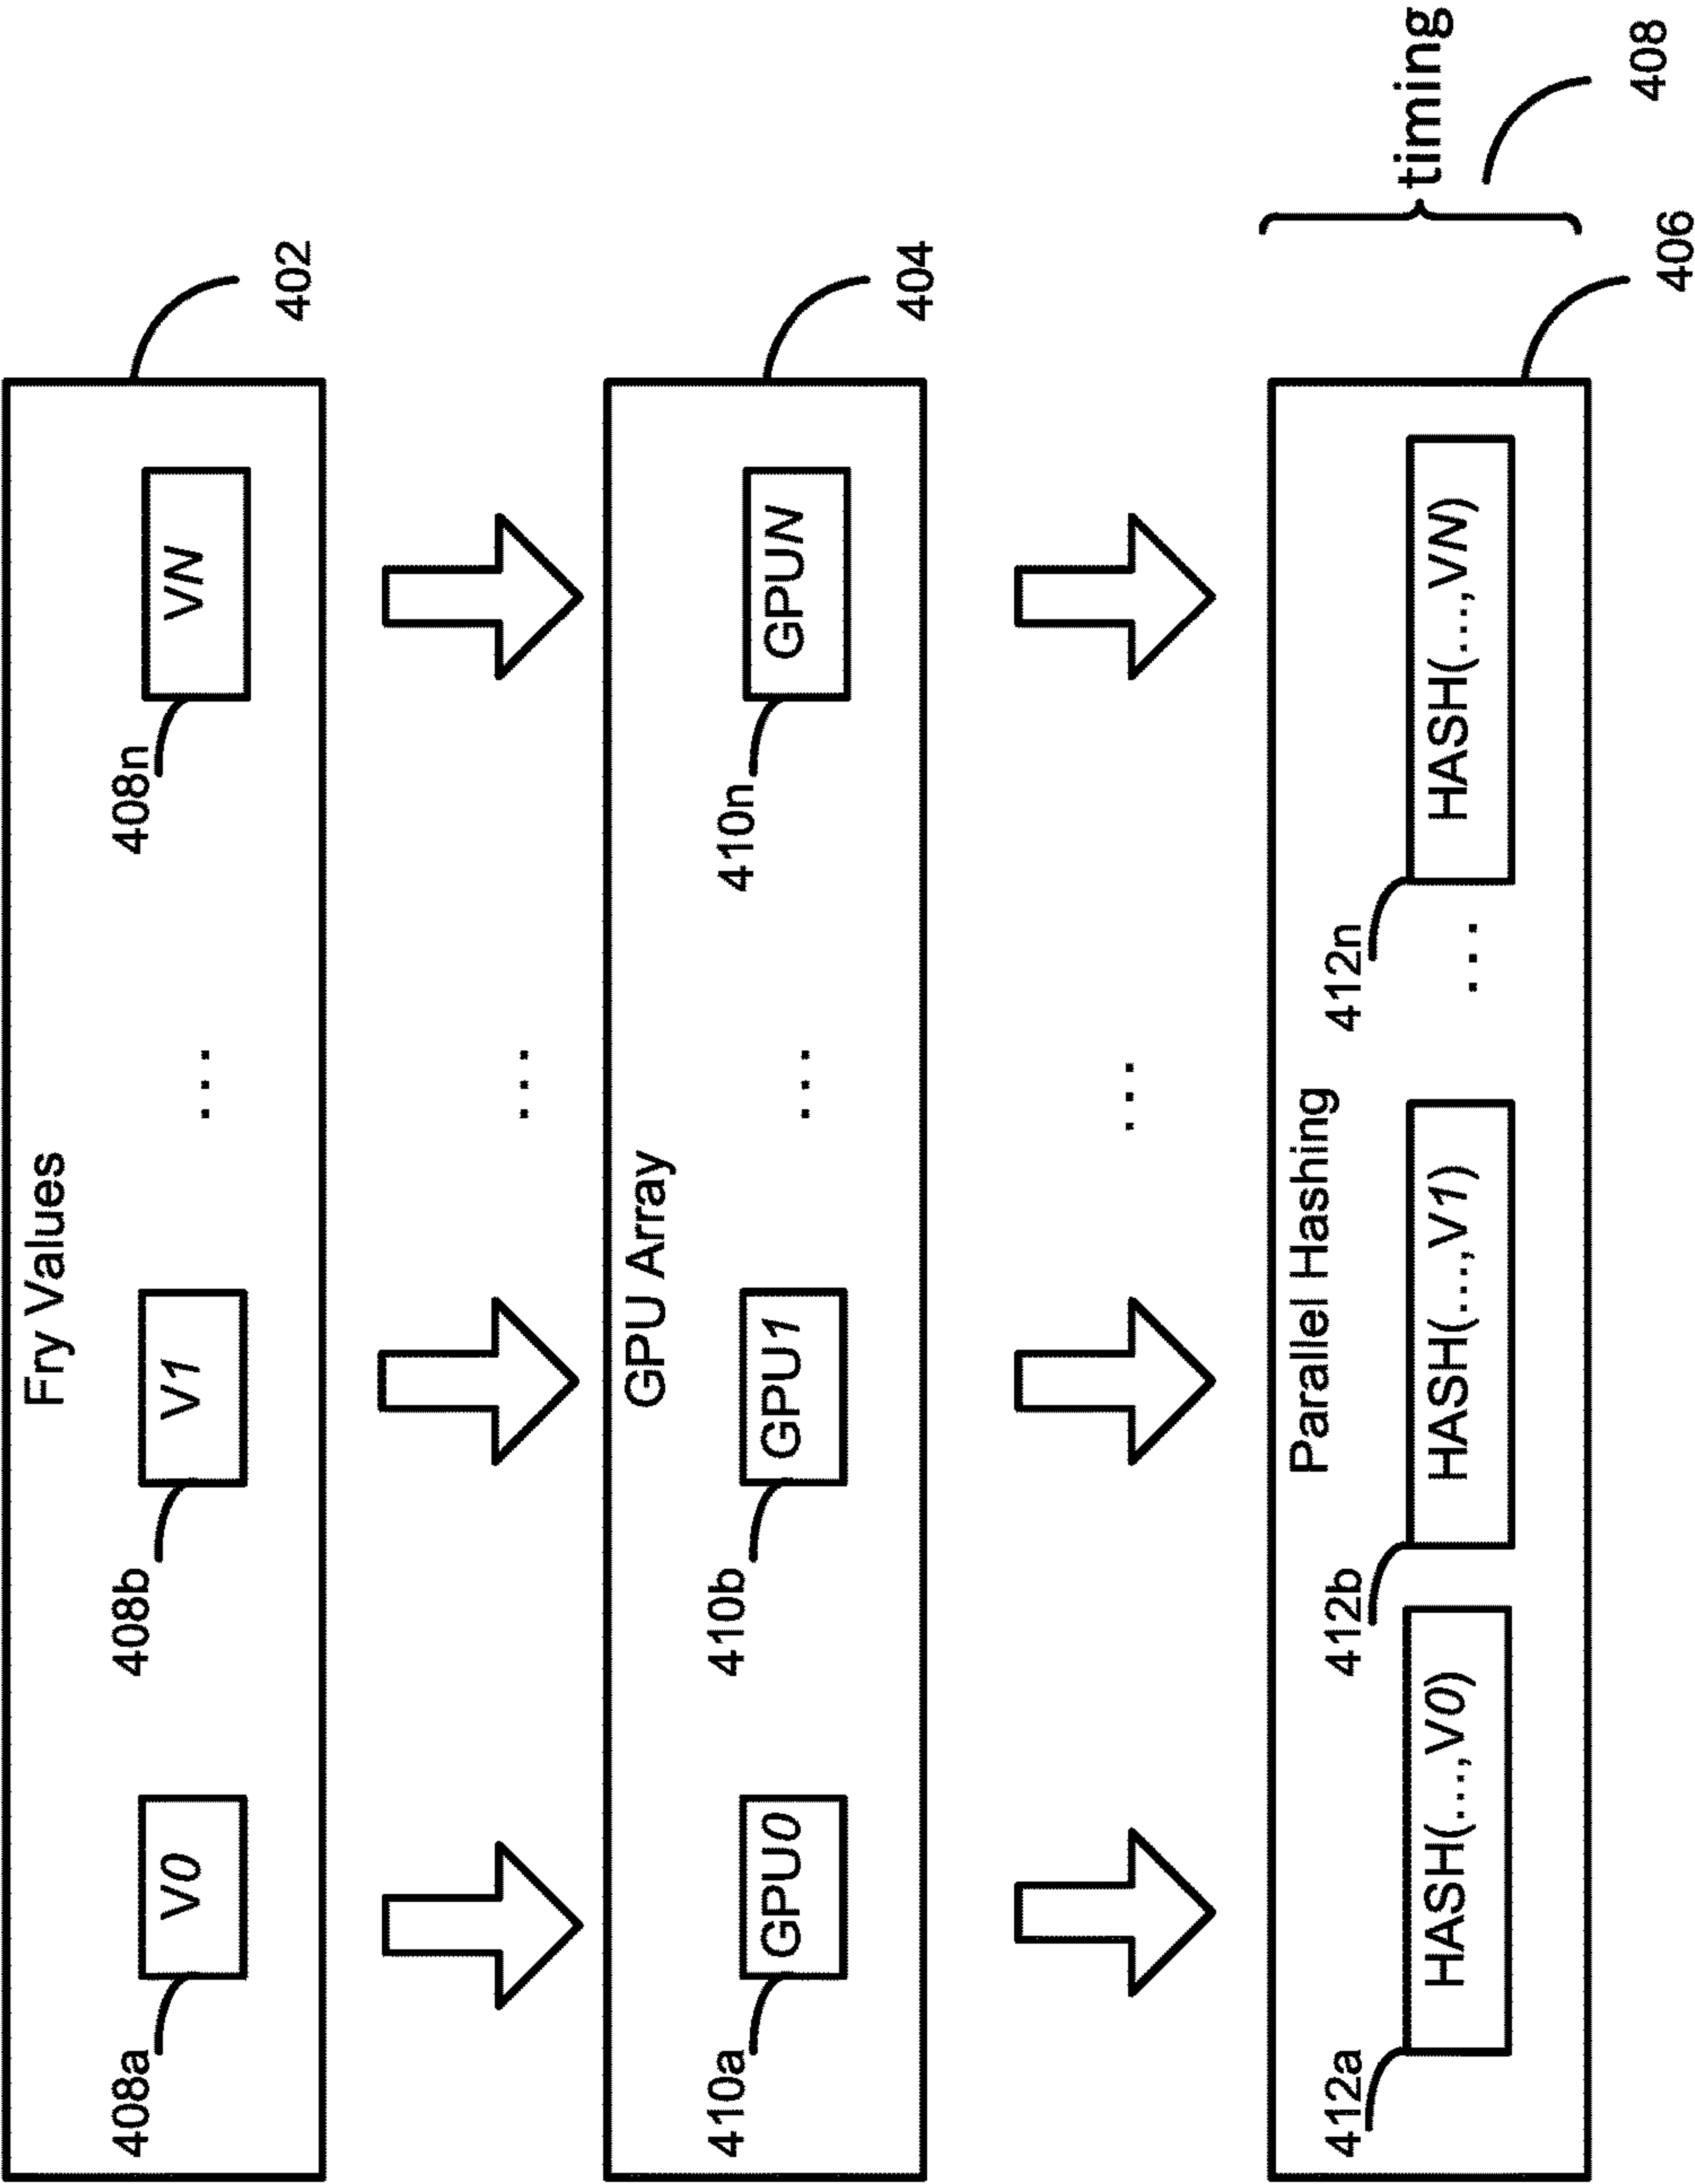 Fry Values
402
408a
V0
408b
V1
. . .
408n
VN
. . .
GPU Array
404
410a
GPU0
410b
GPU1
. . .
410n
GPUN
. . .
Parallel Hashing
timing
408
406
412a
HASH(...,V0)
412b
HASH(...,V1)
. . .
412n
HASH(...,VN)